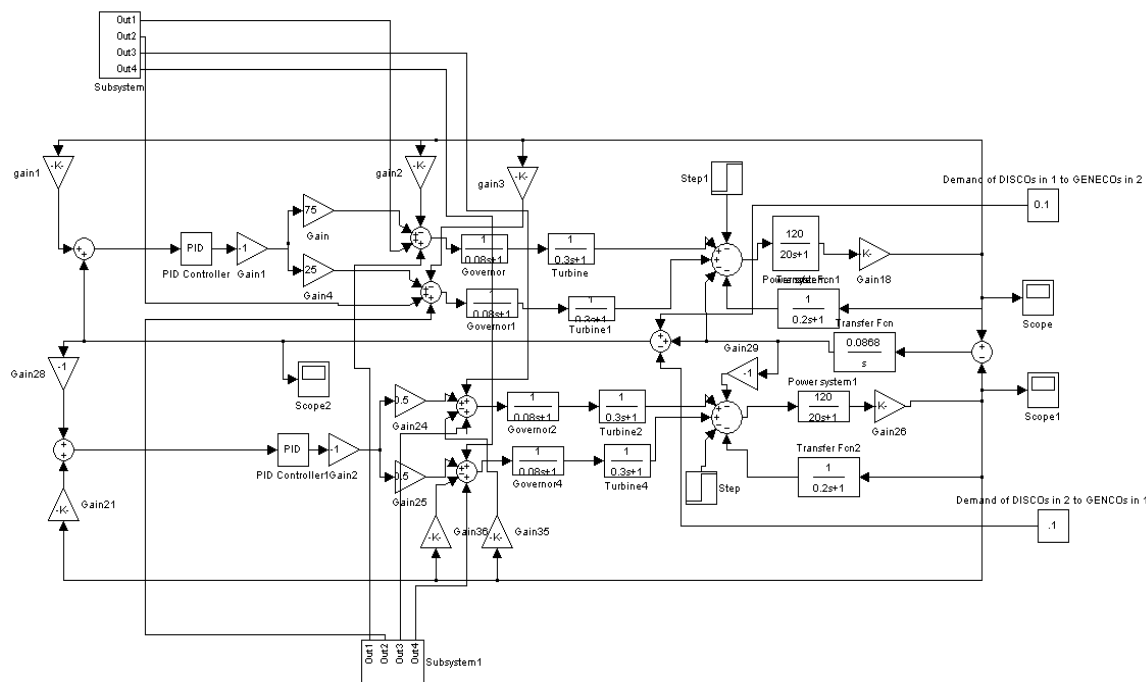 Out1
Out2
Out3
Out4
Subsystem
-K-
gain1
-K-
gain2
-K-
gain3
Step1
Demand of DISCOs in 1 to GENECOs in 2
0.1
75
Gain
PID
PID Controller
-1
Gain1
25
Gain4
1
0.08s+1
Governor
1
0.3s+1
Turbine
120
20s+1
Power system
Transfer Fcn1
K-
Gain18
1
0.08s+1
Governor1
1
0.3s+1
Turbine1
1
0.2s+1
Transfer Fcn
0.0868
s
Scope
-1
Gain28
Scope2
Gain29
-1
Power system1
120
20s+1
K-
Gain26
Scope1
0.5
Gain24
1
0.08s+1
Governor2
1
0.3s+1
Turbine2
PID
PID Controller1
-1
Gain2
0.5
Gain25
1
0.08s+1
Governor4
1
0.3s+1
Turbine4
Step
Transfer Fcn2
1
0.2s+1
-K-
Gain21
-K-
Gain36
-K-
Gain35
Demand of DISCOs in 2 to GENCOs in 1
.1
Out1
Out2
Out3
Out4
Subsystem1